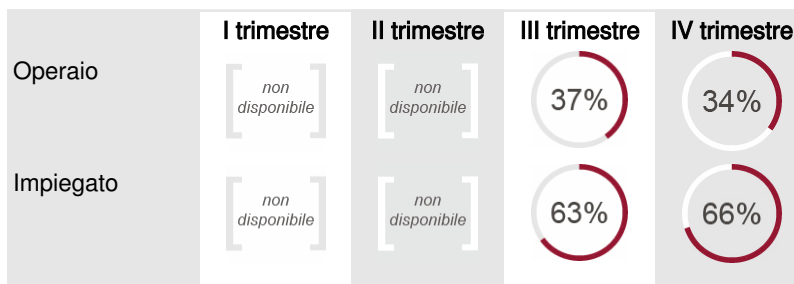 I trimestre II trimestre III trimestre IV trimestre
Operaio
non
disponibile
non
disponibile
37%
34%
Impiegato
non
disponibile
non
disponibile
63%
66%